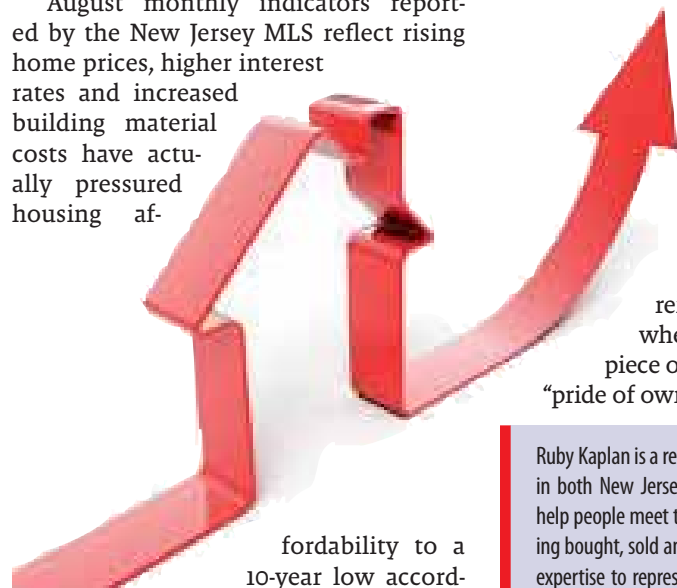 August monthly indicators report-
ed by the New Jersey MLS reflect rising
home prices, higher interest
rates and increased
building material
costs have actu-
ally pressured
housing af-
fordability to a
10-year low accord-
whe
piece o
“pride of own
Ruby Kaplan is a re
in both New Jerse
help people meet t
ing bought, sold an
expertise to repres